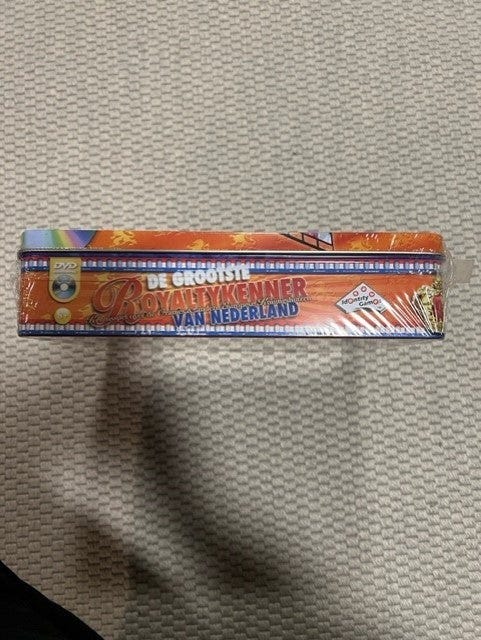 DVD
DE GROOTSTE
ROYALTYKENNER
VAN NEDERLAND
Identity
Games